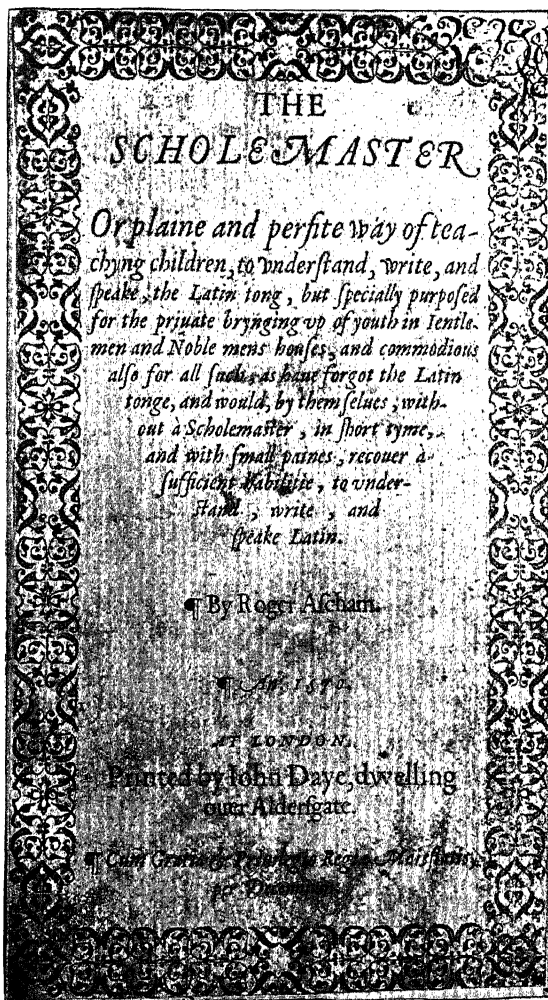 THE
SCHOLEMASTER
Or plaine and perfite way of tea-
chyng children, to vnderſtand, write, and
ſpeake, the Latin tong, but ſpecially purpoſed
for the priuate brynging vp of youth in Ientle-
men and Noble mens houſes, and commodious
alſo for all ſuch, as haue forgot the Latin
tonge, and would, by themſelues, with-
out a Scholemaſter, in ſhort tyme,
and with ſmall paines, recouer a
ſufficient habilitie, to vnder-
ſtand, write, and
ſpeake Latin.
¶ By Roger Aſcham.
¶ An. 1570.
AT LONDON.
Printed by Iohn Daye, dwelling
ouer Alderſgate.
¶ Cum Gratia & Priuilegio Regiæ Maieſtatis,
per Decennium.